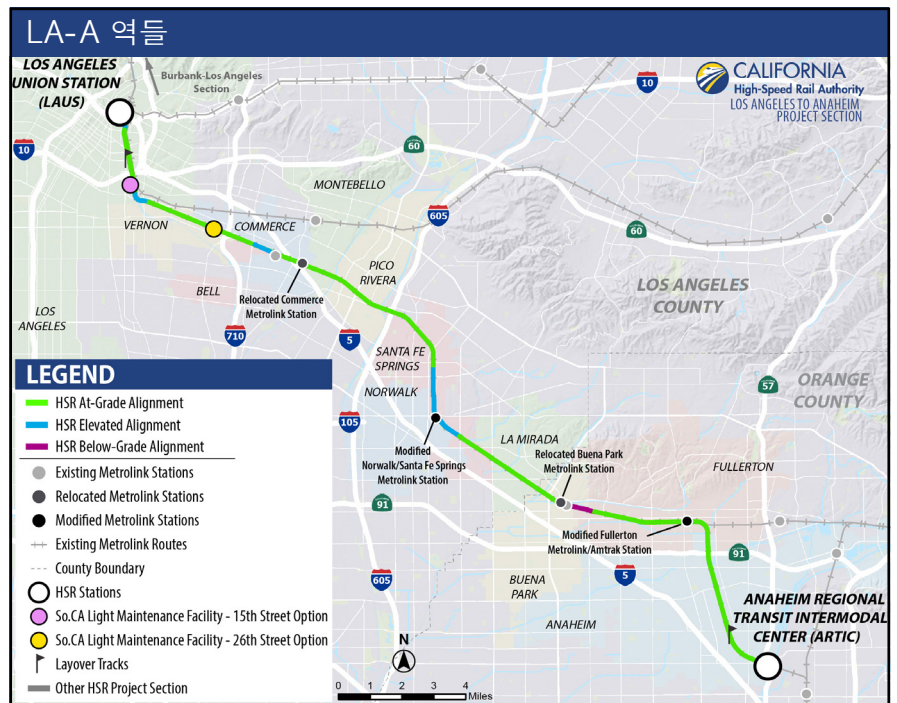 LA-A 역들
LOS ANGELES
UNION STATION
(LAUS)
Burbank-Los Angeles
Section
CALIFORNIA
High-Speed Rail Authority
LOS ANGELES TO ANAHEIM
PROJECT SECTION
10
10
60
MONTEBELLO
605
60
VERNON
COMMERCE
PICO
RIVERA
BELL
Relocated Commerce
Metrolink Station
LOS ANGELES
COUNTY
LOS
ANGELES
710
5
SANTA FE
SPRINGS
NORWALK
57
ORANGE
COUNTY
105
LA MIRADA
Modified
Norwalk/Santa Fe Springs
Metrolink Station
Relocated Buena Park
Metrolink Station
FULLERTON
91
Modified Fullerton
Metrolink/Amtrak Station
91
605
5
BUENA
PARK
ANAHEIM
ANAHEIM REGIONAL
TRANSIT INTERMODAL
CENTER (ARTIC)
LEGEND
HSR At-Grade Alignment
HSR Elevated Alignment
HSR Below-Grade Alignment
Existing Metrolink Stations
Relocated Metrolink Stations
Modified Metrolink Stations
Existing Metrolink Routes
County Boundary
HSR Stations
So.CA Light Maintenance Facility - 15th Street Option
So.CA Light Maintenance Facility - 26th Street Option
Layover Tracks
Other HSR Project Section
N
0 1 2 3 4
Miles